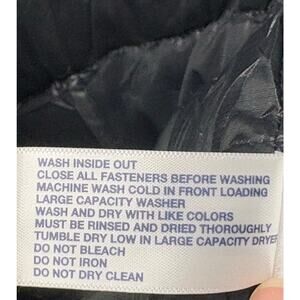 WASH INSIDE OUT
CLOSE ALL FASTENERS BEFORE WASHING
MACHINE WASH COLD IN FRONT LOADING
LARGE CAPACITY WASHER
WASH AND DRY WITH LIKE COLORS
MUST BE RINSED AND DRIED THOROUGHLY
TUMBLE DRY LOW IN LARGE CAPACITY DRYER
DO NOT BLEACH
DO NOT IRON
DO NOT DRY CLEAN